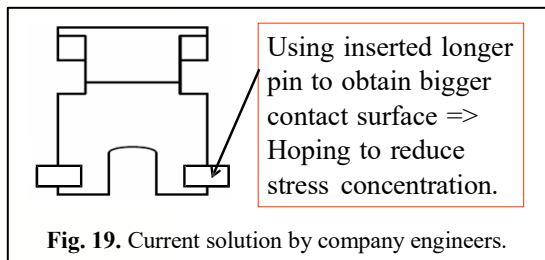 Using inserted longer
pin to obtain bigger
contact surface =>
Hoping to reduce
stress concentration.
Fig. 19. Current solution by company engineers.